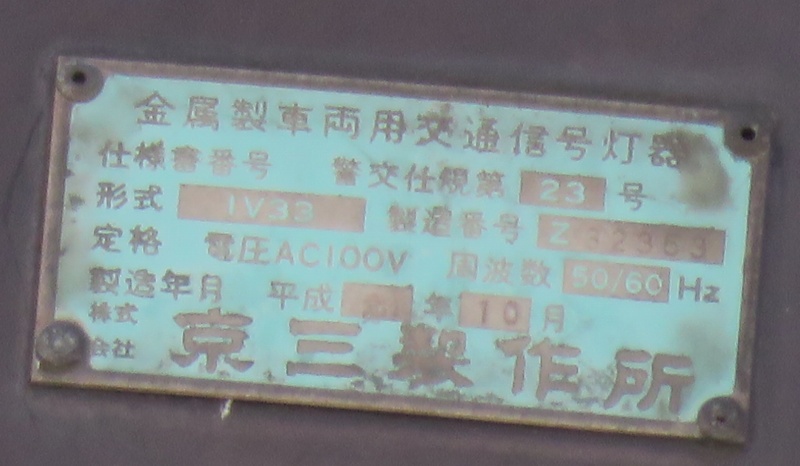 金属製車両用交通信号灯器
仕様書番号 警交仕規第 23 号
形式 1V33 製造番号 Z 32363
定格 電圧AC100V 周波数 50/60 Hz
製造年月 平成 年 10 月
株式会社 京三製作所